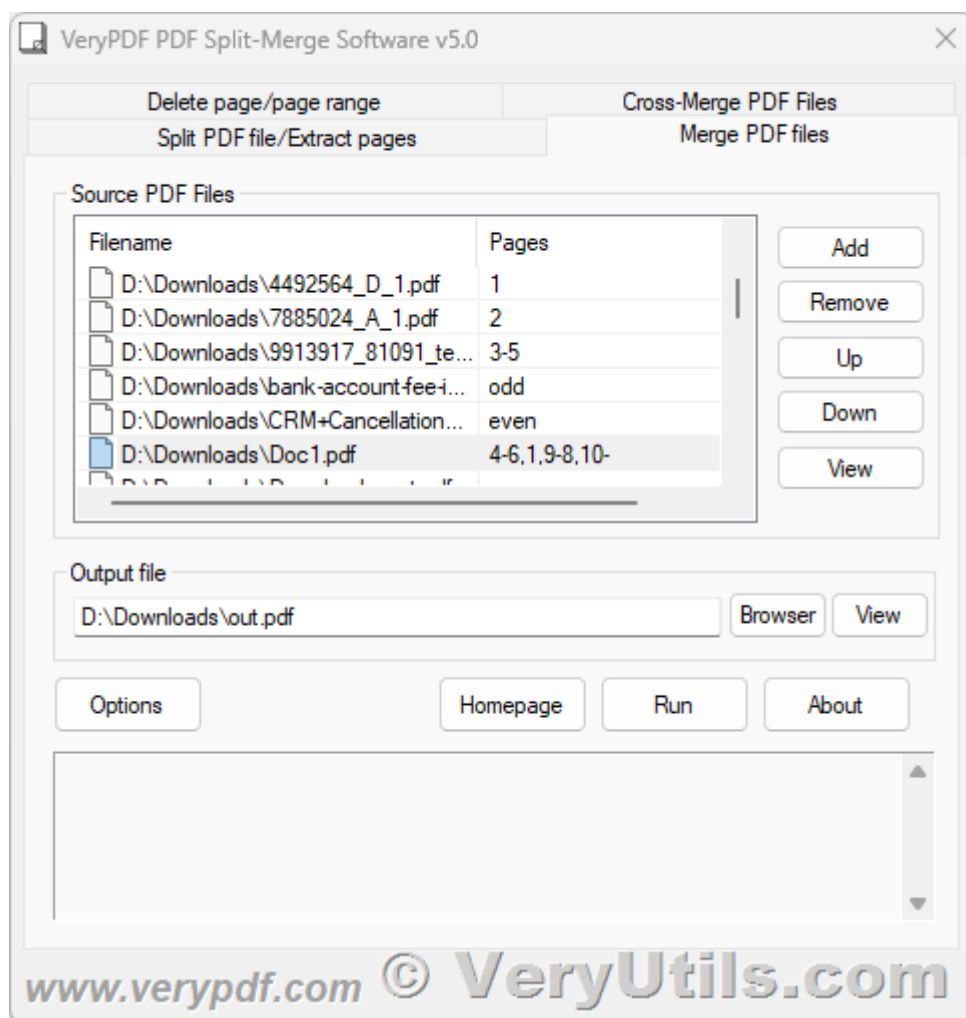 VeryPDF PDF Split-Merge Software v5.0
Delete page/page range
Cross-Merge PDF Files
Split PDF file/Extract pages
Merge PDF files
Source PDF Files
Filename Pages
D:\Downloads\4492564_D_1.pdf 1
D:\Downloads\7885024_A_1.pdf 2
D:\Downloads\9913917_81091_te... 3-5
D:\Downloads\bank-account-fee-i... odd
D:\Downloads\CRM+Cancellation... even
D:\Downloads\Doc1.pdf 4-6,1,9-8,10-
Add
Remove
Up
Down
View
Output file
D:\Downloads\out.pdf
Browser
View
Options
Homepage
Run
About
www.verypdf.com © VeryUtils.com